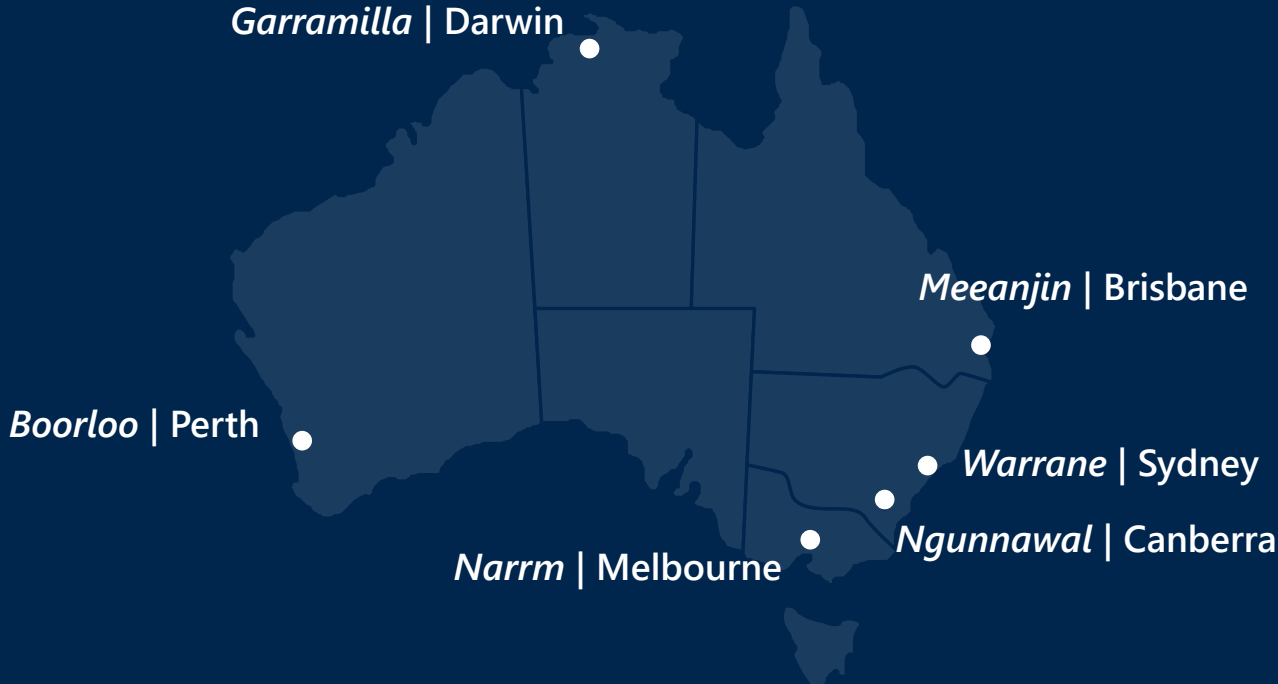 Garramilla | Darwin
Meeanjin | Brisbane
Boorloo | Perth
Warrane | Sydney
Ngunnawal | Canberra
Narrm | Melbourne